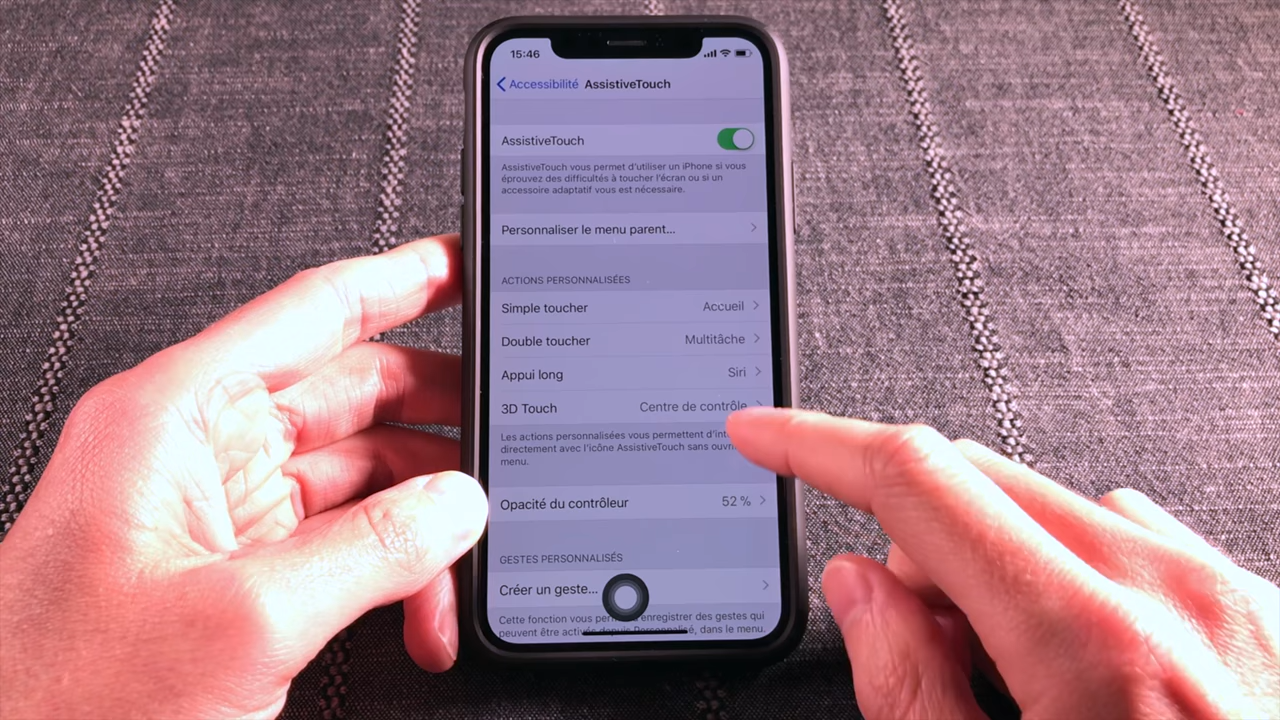 15:46
Accessibilité AssistiveTouch
AssistiveTouch
AssistiveTouch vous permet d'utiliser un iPhone si vous
éprouvez des difficultés à toucher l'écran ou si un
accessoire adaptatif vous est nécessaire.
Personnaliser le menu parent...
ACTIONS PERSONNALISÉES
Simple toucher Accueil
Double toucher Multitâche
Appui long Siri
3D Touch Centre de contrôle
Les actions personnalisées vous permettent
directement avec l'icône AssistiveTouch sans
menu.
Opacité du contrôleur 52 %
GESTES PERSONNALISÉS
Créer un geste...
Cette fonction vous enregistrer des gestes qui
peuvent être depuis Personnalisé, dans le menu.